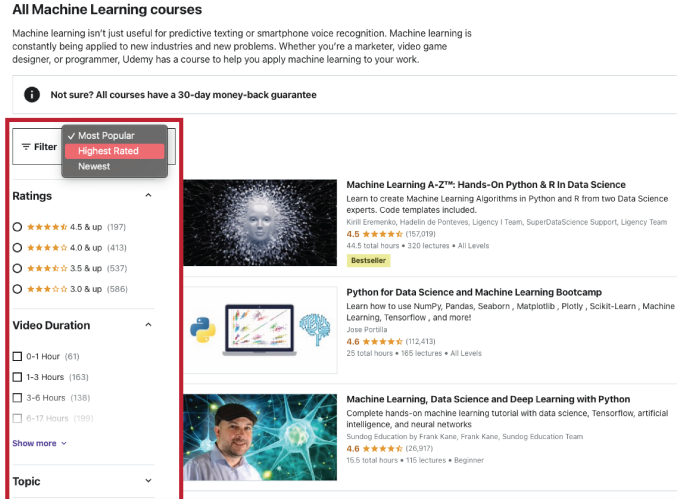 All Machine Learning courses
Machine learning isn't just useful for predictive texting or smartphone voice recognition. Machine learning is
constantly being applied to new industries and new problems. Whether you're a marketer, video game
designer, or programmer, Udemy has a course to help you apply machine learning to your work.
Not sure? All courses have a 30-day money-back guarantee
Filter
✓ Most Popular
Highest Rated
Newest
Ratings
4.5 & up (197)
4.0 & up (413)
3.5 & up (537)
3.0 & up (586)
Video Duration
0-1 Hour (61)
1-3 Hours (163)
3-6 Hours (138)
6-17 Hours (199)
Show more
Topic
Machine Learning A-Z™: Hands-On Python & R In Data Science
Learn to create Machine Learning Algorithms in Python and R from two Data Science
experts. Code templates included.
Kirill Eremenko, Hadelin de Ponteves, Ligency I Team, SuperDataScience Support, Ligency Team
4.5 (157,019)
44.5 total hours • 320 lectures • All Levels
Bestseller
Python for Data Science and Machine Learning Bootcamp
Learn how to use NumPy, Pandas, Seaborn , Matplotlib , Plotly , Scikit-Learn , Machine
Learning, Tensorflow , and more!
Jose Portilla
4.6 (112,413)
25 total hours • 165 lectures • All Levels
Machine Learning, Data Science and Deep Learning with Python
Complete hands-on machine learning tutorial with data science, Tensorflow, artificial
intelligence, and neural networks
Sundog Education by Frank Kane, Frank Kane, Sundog Education Team
4.6 (26,917)
15.5 total hours • 115 lectures • Beginner